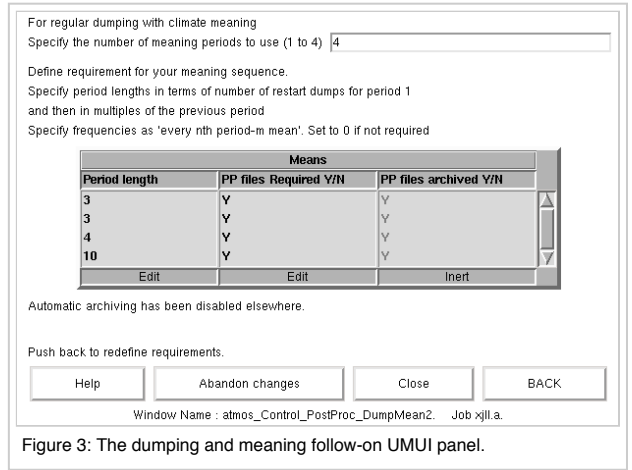 For regular dumping with climate meaning
Specify the number of meaning periods to use (1 to 4) 4
Define requirement for your meaning sequence.
Specify period lengths in terms of number of restart dumps for period 1
and then in multiples of the previous period
Specify frequencies as 'every nth period-m mean'. Set to 0 if not required
Means
Period length PP files Required Y/N PP files archived Y/N
3 Y Y
3 Y Y
4 Y Y
10 Y Y
Edit Edit Inert
Automatic archiving has been disabled elsewhere.
Push back to redefine requirements.
Help Abandon changes Close BACK
Window Name : atmos_Control_PostProc_DumpMean2. Job xjll.a.
Figure 3: The dumping and meaning follow-on UMUI panel.